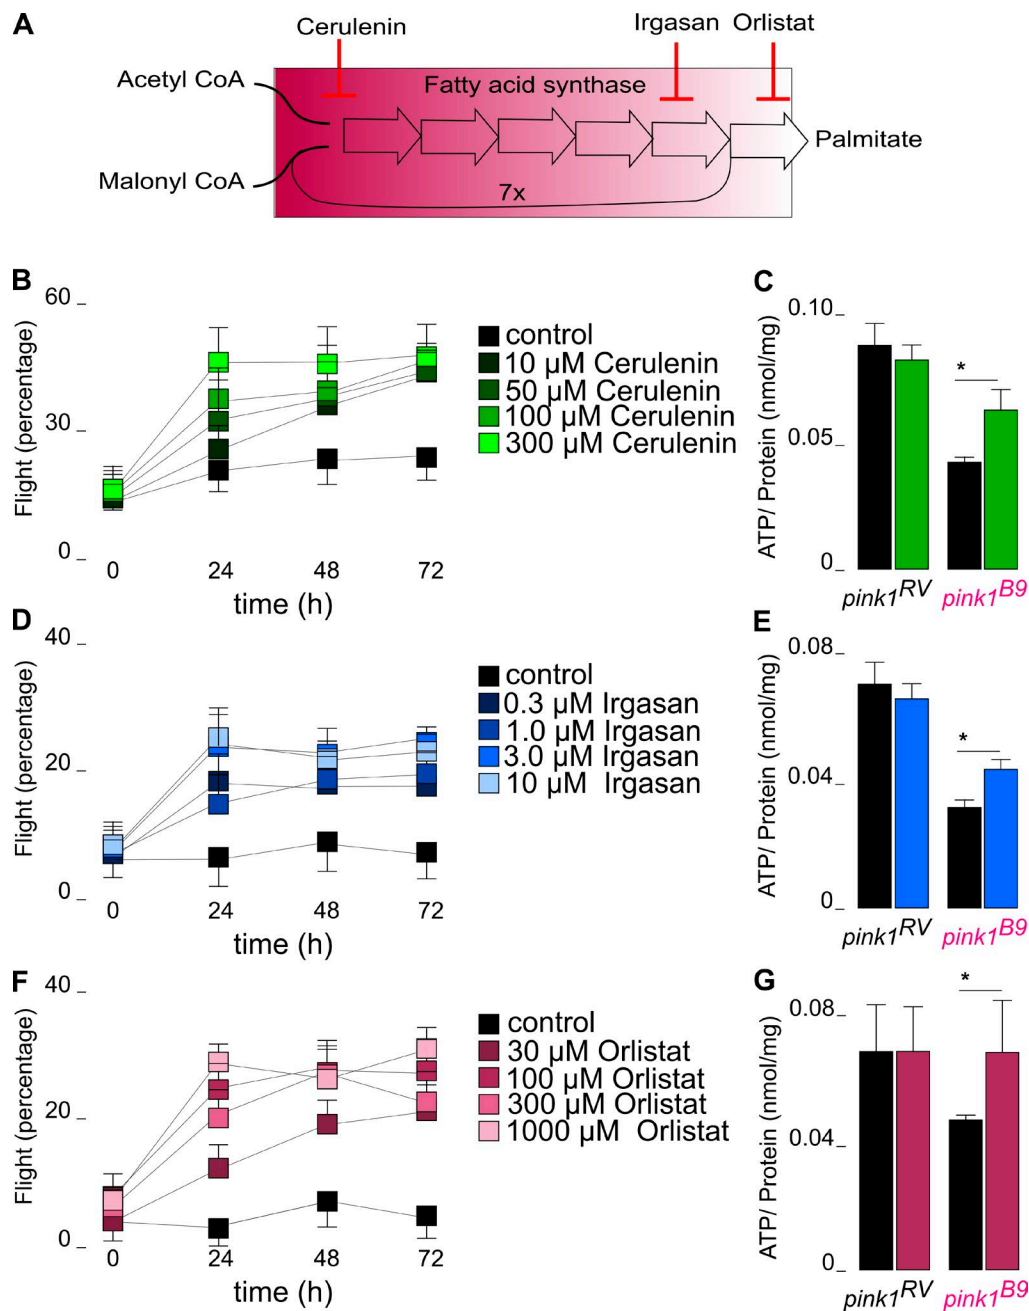 A
Cerulenin
Irgasan Orlistat
Acetyl CoA
Fatty acid synthase
Palmitate
Malonyl CoA
7x
B
60
30
0
Flight (percentage)
0 24 48 72
time (h)
control
10 µM Cerulenin
50 µM Cerulenin
100 µM Cerulenin
300 µM Cerulenin
C
0.10
0.05
0
ATP/ Protein (nmol/mg)
*
pink1RV pink1B9
D
40
20
0
Flight (percentage)
0 24 48 72
time (h)
control
0.3 µM Irgasan
1.0 µM Irgasan
3.0 µM Irgasan
10 µM Irgasan
E
0.08
0.04
0
ATP/ Protein (nmol/mg)
*
pink1RV pink1B9
F
40
20
0
Flight (percentage)
0 24 48 72
time (h)
control
30 µM Orlistat
100 µM Orlistat
300 µM Orlistat
1000 µM Orlistat
G
0.08
0.04
0
ATP/ Protein (nmol/mg)
*
pink1RV pink1B9